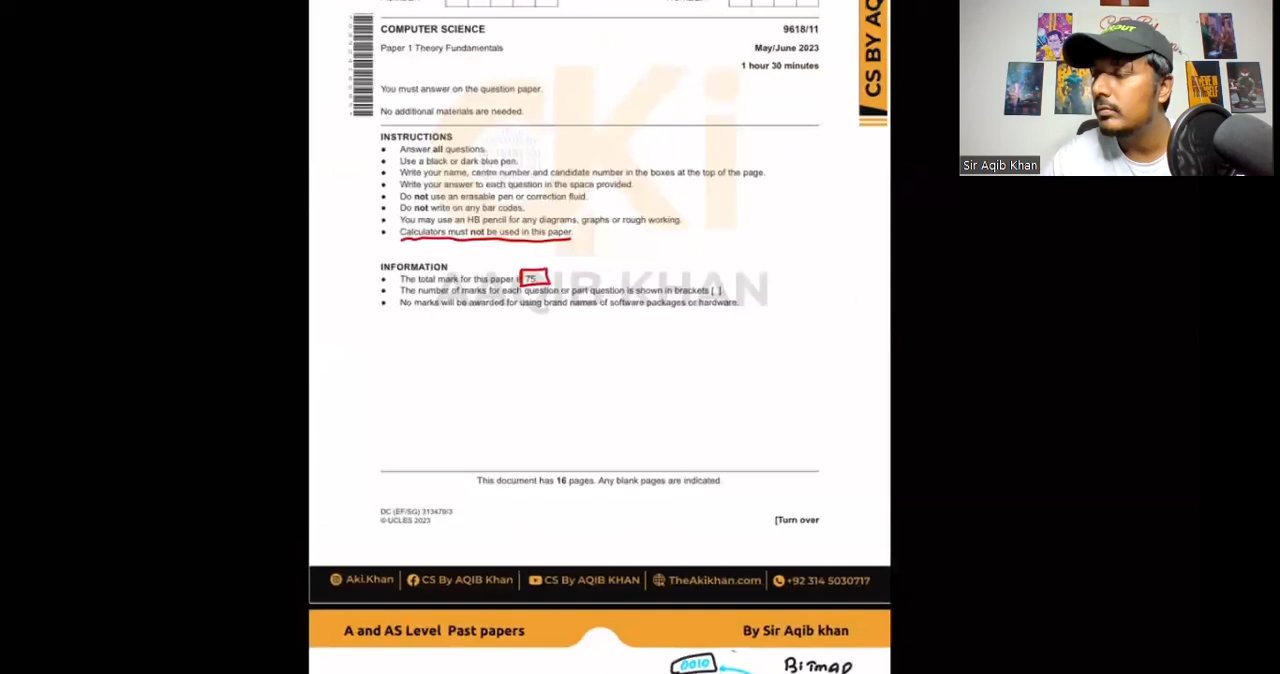 COMPUTER SCIENCE
9618/11
Paper 1 Theory Fundamentals
May/June 2023
1 hour 30 minutes
You must answer on the question paper.
No additional materials are needed.
INSTRUCTIONS
• Answer all questions.
• Use a black or dark blue pen.
• Write your name, centre number and candidate number in the boxes at the top of the page.
• Write your answer to each question in the space provided.
• Do not use an erasable pen or correction fluid.
• Do not write on any bar codes.
• You may use an HB pencil for any diagrams, graphs or rough working.
• Calculators must not be used in this paper.
INFORMATION
• The total mark for this paper is 75.
• The number of marks for each question or part question is shown in brackets [ ].
• No marks will be awarded for using brand names of software packages or hardware.
This document has 16 pages. Any blank pages are indicated.
DC (EF/SG) 313479/3
© UCLES 2023
[Turn over
Aki.Khan
CS By AQIB Khan
CS By AQIB KHAN
TheAkikhan.com
+92 314 5030717
A and AS Level Past papers
By Sir Aqib khan
0010
BITMAP
CS BY AQ
aki
AAQIB KHAN
Sir Aqib Khan